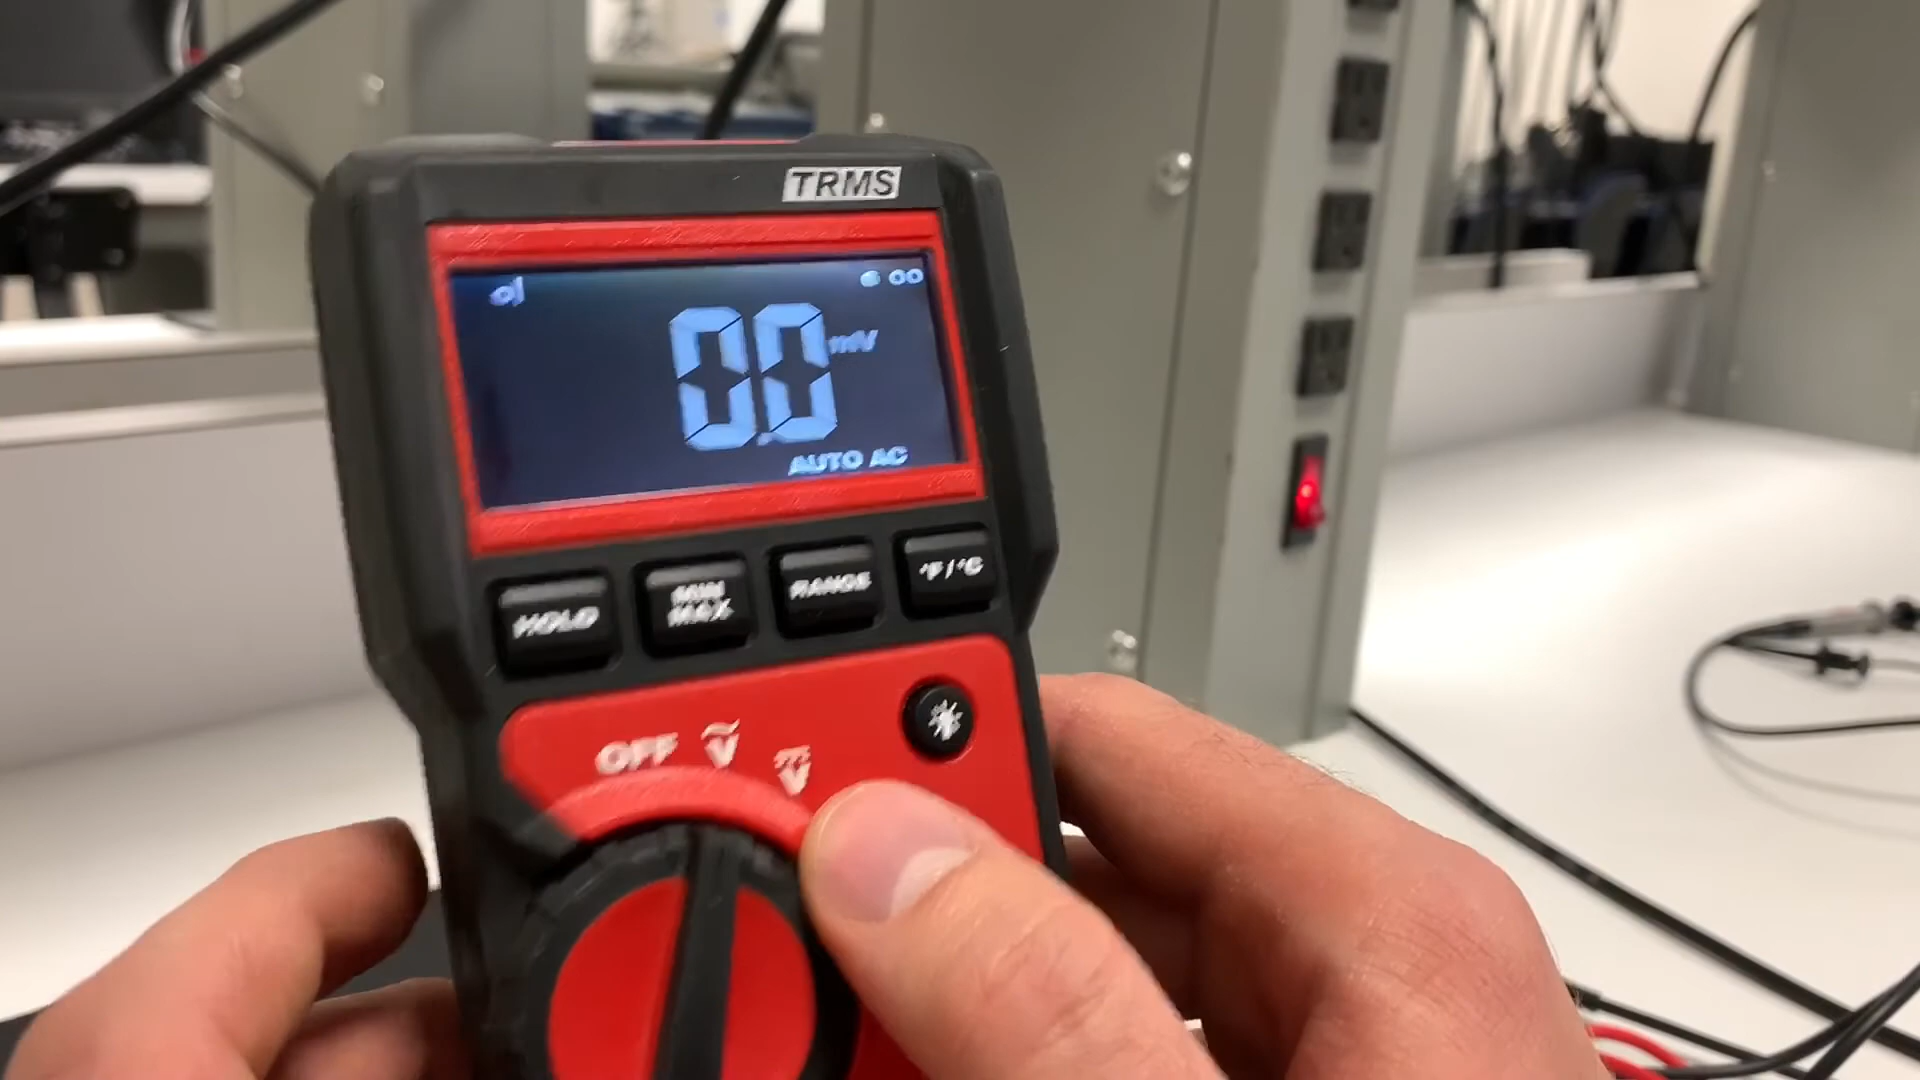 TRMS
0.0 mV
AUTO AC
HOLD
MIN
MAX
RANGE
°F/°C
OFF
V
V